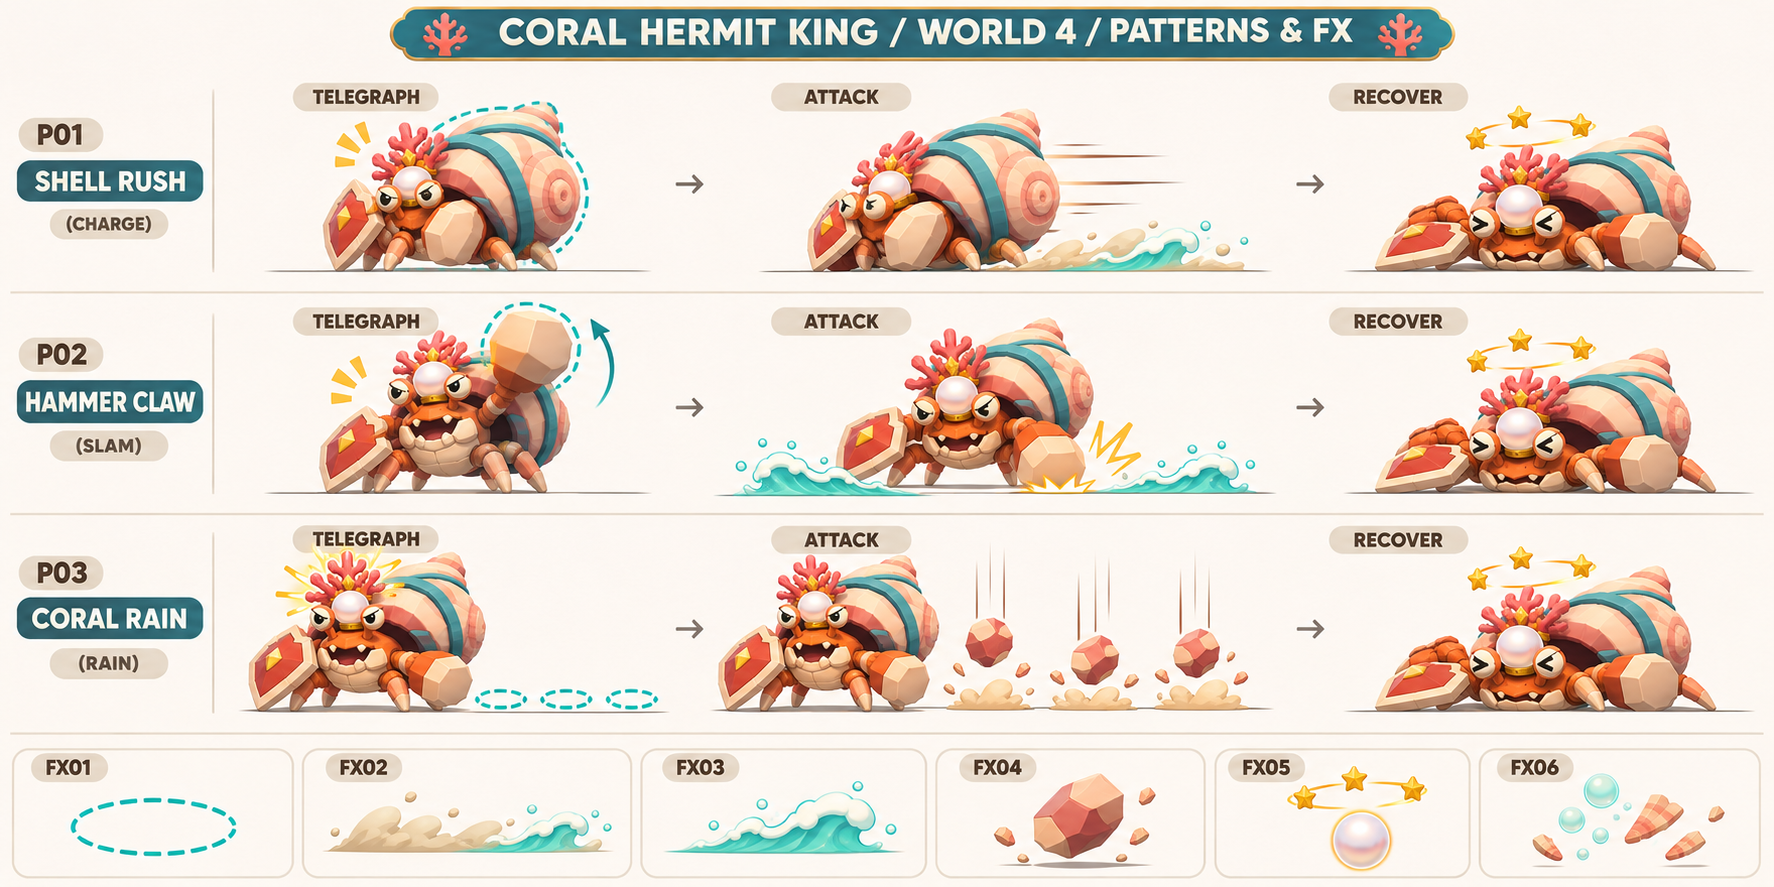 CORAL HERMIT KING / WORLD 4 / PATTERNS & FX
P01
SHELL RUSH
(CHARGE)
TELEGRAPH
ATTACK
RECOVER
P02
HAMMER CLAW
(SLAM)
TELEGRAPH
ATTACK
RECOVER
P03
CORAL RAIN
(RAIN)
TELEGRAPH
ATTACK
RECOVER
FX01
FX02
FX03
FX04
FX05
FX06